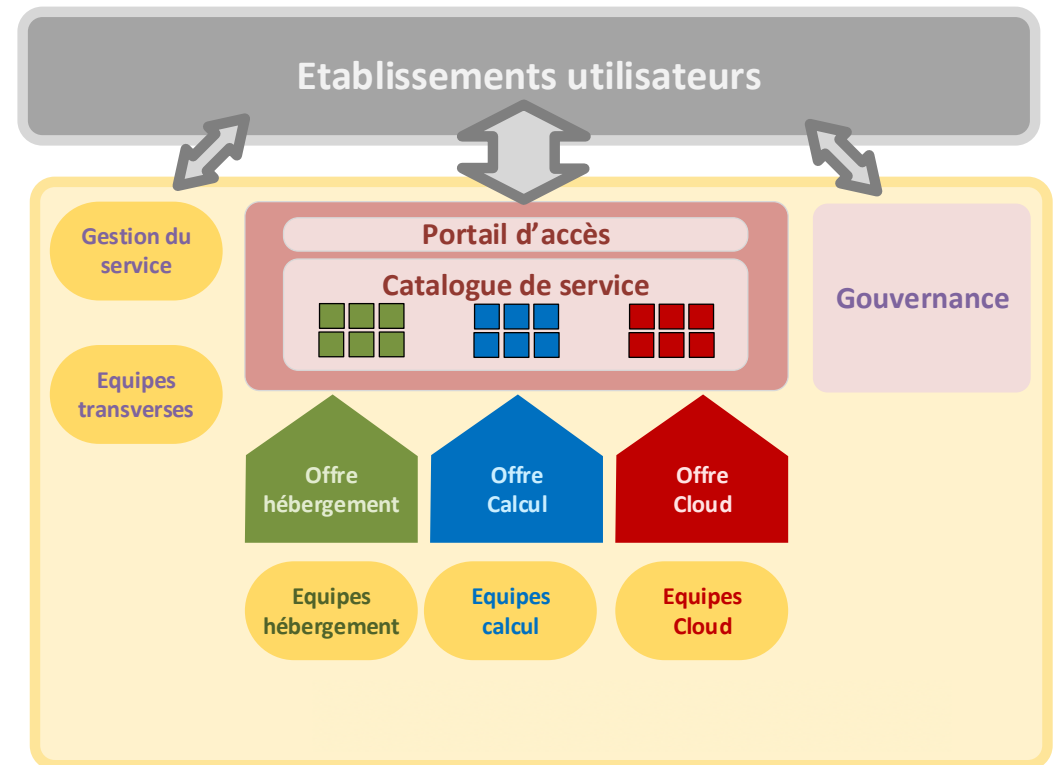 Etablissements utilisateurs
Gestion du
service
Equipes
transverses
Portail d’accès
Catalogue de service
Gouvernance
Offre
hébergement
Offre
Calcul
Offre
Cloud
Equipes
hébergement
Equipes
calcul
Equipes
Cloud